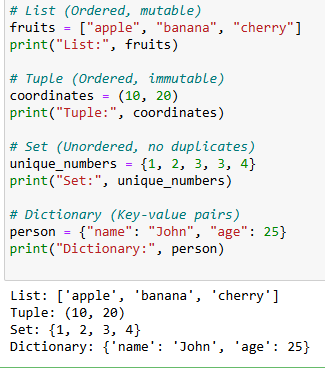 # List (Ordered, mutable)
fruits = ["apple", "banana", "cherry"]
print("List:", fruits)
# Tuple (Ordered, immutable)
coordinates = (10, 20)
print("Tuple:", coordinates)
# Set (Unordered, no duplicates)
unique_numbers = {1, 2, 3, 3, 4}
print("Set:", unique_numbers)
# Dictionary (Key-value pairs)
person = {"name": "John", "age": 25}
print("Dictionary:", person)
List: ['apple', 'banana', 'cherry']
Tuple: (10, 20)
Set: {1, 2, 3, 4}
Dictionary: {'name': 'John', 'age': 25}